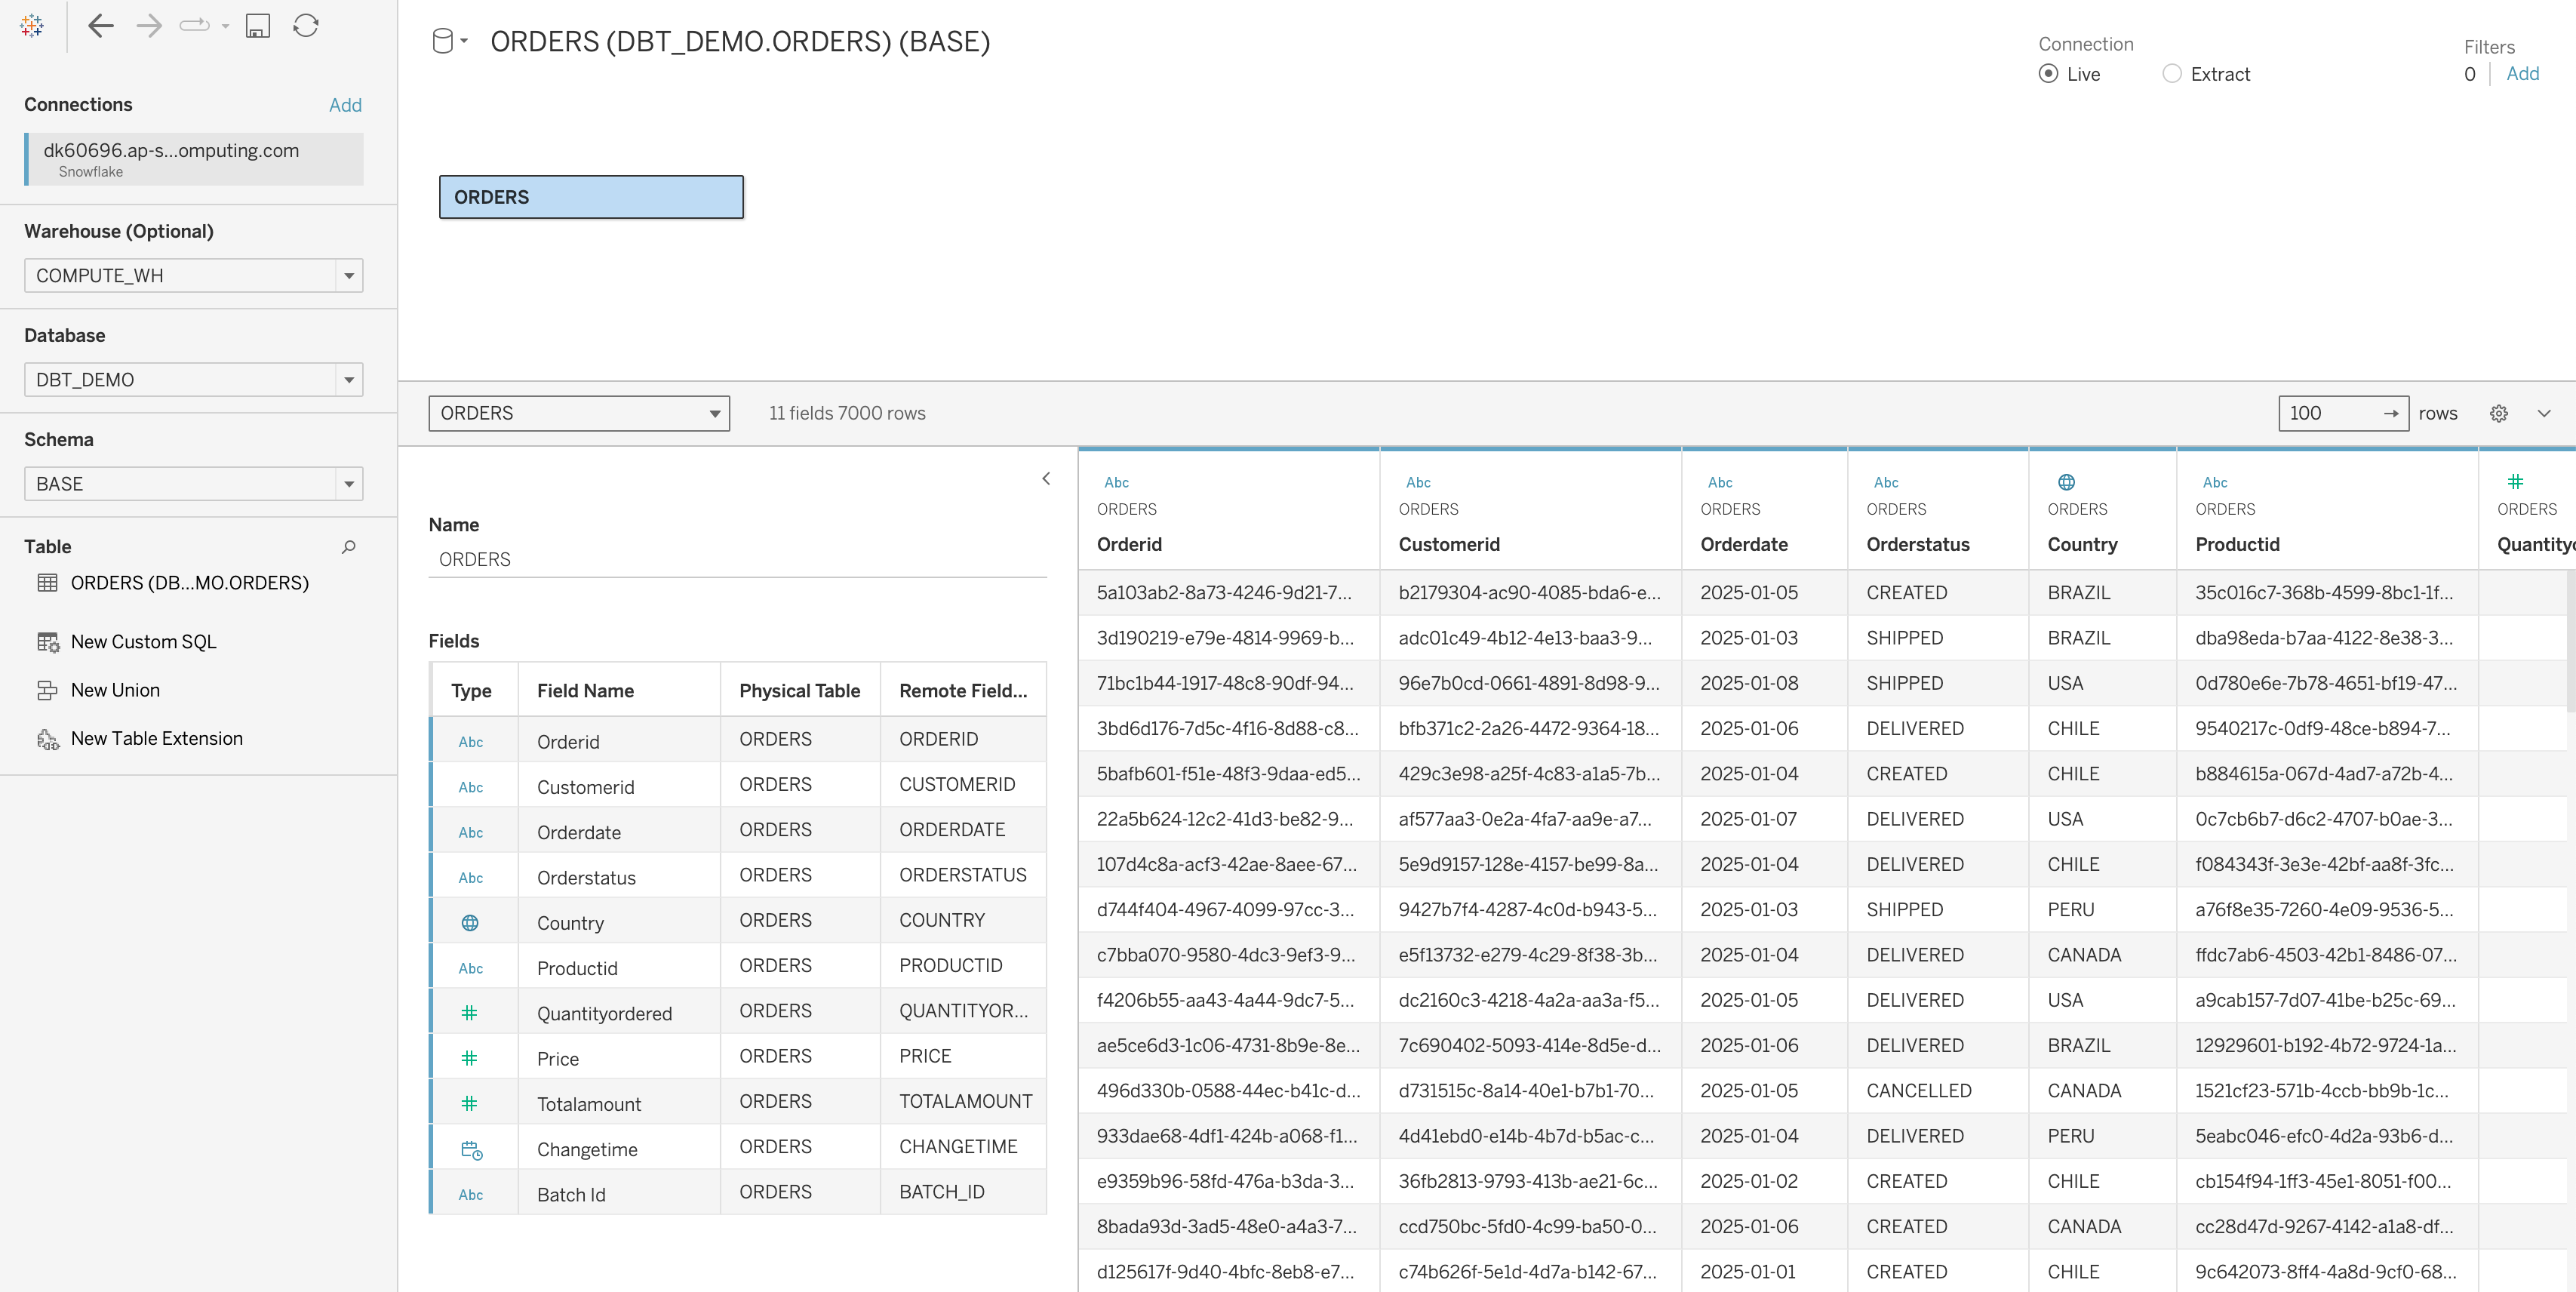 ORDERS (DBT_DEMO.ORDERS) (BASE)
Connection
Live
Extract
Filters
0
Add
Connections
Add
dk60696.ap-s...omputing.com
Snowflake
Warehouse (Optional)
COMPUTE_WH
Database
DBT_DEMO
Schema
BASE
Table
ORDERS (DB...MO.ORDERS)
New Custom SQL
New Union
New Table Extension
ORDERS
ORDERS
11 fields 7000 rows
100
rows
Name
ORDERS
Fields
Type Field Name Physical Table Remote Field...
Abc Orderid ORDERS ORDERID
Abc Customerid ORDERS CUSTOMERID
Abc Orderdate ORDERS ORDERDATE
Abc Orderstatus ORDERS ORDERSTATUS
Country ORDERS COUNTRY
Abc Productid ORDERS PRODUCTID
# Quantityordered ORDERS QUANTITYOR...
# Price ORDERS PRICE
# Totalamount ORDERS TOTALAMOUNT
Changetime ORDERS CHANGETIME
Abc Batch Id ORDERS BATCH_ID
Abc Abc Abc Abc Abc #
ORDERS ORDERS ORDERS ORDERS ORDERS ORDERS ORDERS
Orderid Customerid Orderdate Orderstatus Country Productid Quantityo
5a103ab2-8a73-4246-9d21-7... b2179304-ac90-4085-bda6-e... 2025-01-05 CREATED BRAZIL 35c016c7-368b-4599-8bc1-1f...
3d190219-e79e-4814-9969-b... adc01c49-4b12-4e13-baa3-9... 2025-01-03 SHIPPED BRAZIL dba98eda-b7aa-4122-8e38-3...
71bc1b44-1917-48c8-90df-94... 96e7b0cd-0661-4891-8d98-9... 2025-01-08 SHIPPED USA 0d780e6e-7b78-4651-bf19-47...
3bd6d176-7d5c-4f16-8d88-c8... bfb371c2-2a26-4472-9364-18... 2025-01-06 DELIVERED CHILE 9540217c-0df9-48ce-b894-7...
5bafb601-f51e-48f3-9daa-ed5... 429c3e98-a25f-4c83-a1a5-7b... 2025-01-04 CREATED CHILE b884615a-067d-4ad7-a72b-4...
22a5b624-12c2-41d3-be82-9... af577aa3-0e2a-4fa7-aa9e-a7... 2025-01-07 DELIVERED USA 0c7cb6b7-d6c2-4707-b0ae-3...
107d4c8a-acf3-42ae-8aee-67... 5e9d9157-128e-4157-be99-8a... 2025-01-04 DELIVERED CHILE f084343f-3e3e-42bf-aa8f-3fc...
d744f404-4967-4099-97cc-3... 9427b7f4-4287-4c0d-b943-5... 2025-01-03 SHIPPED PERU a76f8e35-7260-4e09-9536-5...
c7bba070-9580-4dc3-9ef3-9... e5f13732-e279-4c29-8f38-3b... 2025-01-04 DELIVERED CANADA ffdc7ab6-4503-42b1-8486-07...
f4206b55-aa43-4a44-9dc7-5... dc2160c3-4218-4a2a-aa3a-f5... 2025-01-05 DELIVERED USA a9cab157-7d07-41be-b25c-69...
ae5ce6d3-1c06-4731-8b9e-8e... 7c690402-5093-414e-8d5e-d... 2025-01-06 DELIVERED BRAZIL 12929601-b192-4b72-9724-1a...
496d330b-0588-44ec-b41c-d... d731515c-8a14-40e1-b7b1-70... 2025-01-05 CANCELLED CANADA 1521cf23-571b-4ccb-bb9b-1c...
933dae68-4df1-424b-a068-f1... 4d41ebd0-e14b-4b7d-b5ac-c... 2025-01-04 DELIVERED PERU 5eabc046-efc0-4d2a-93b6-d...
e9359b96-58fd-476a-b3da-3... 36fb2813-9793-413b-ae21-6c... 2025-01-02 CREATED CHILE cb154f94-1ff3-45e1-8051-f00...
8bada93d-3ad5-48e0-a4a3-7... ccd750bc-5fd0-4c99-ba50-0... 2025-01-06 CREATED CANADA cc28d47d-9267-4142-a1a8-df...
d125617f-9d40-4bfc-8eb8-e7... c74b626f-5e1d-4d7a-b142-67... 2025-01-01 CREATED CHILE 9c642073-8ff4-4a8d-9cf0-68...